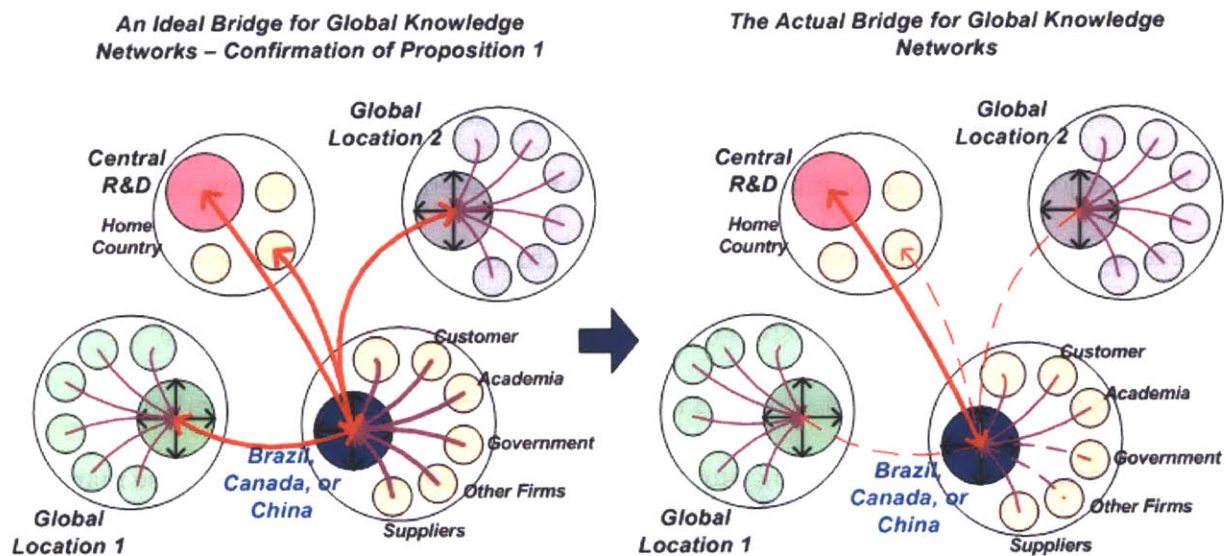 An Ideal Bridge for Global Knowledge
Networks – Confirmation of Proposition 1
Global
Location 2
Central
R&D
Home
Country
Customer
Academia
Government
Other Firms
Suppliers
Brazil,
Canada, or
China
Global
Location 1
The Actual Bridge for Global Knowledge
Networks
Global
Location 2
Central
R&D
Home
Country
Customer
Academia
Government
Other Firms
Suppliers
Brazil,
Canada, or
China
Global
Location 1